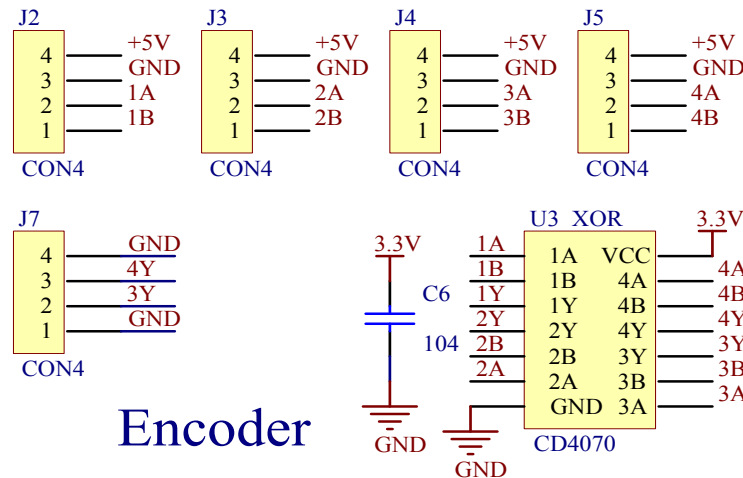 J2
+5V
4
GND
3
1A
2
1B
1
CON4
J3
+5V
4
GND
3
2A
2
2B
1
CON4
J4
+5V
4
GND
3
3A
2
3B
1
CON4
J5
+5V
4
GND
3
4A
2
4B
1
CON4
J7
GND
4
4Y
3
3Y
2
GND
1
CON4
3.3V
C6
104
GND
U3 XOR
3.3V
1A 1A VCC
1B 1B 4A 4A
1Y 1Y 4B 4B
2Y 2Y 4Y 4Y
2B 2B 3Y 3Y
2A 2A 3B 3B
GND 3A 3A
CD4070
GND
Encoder